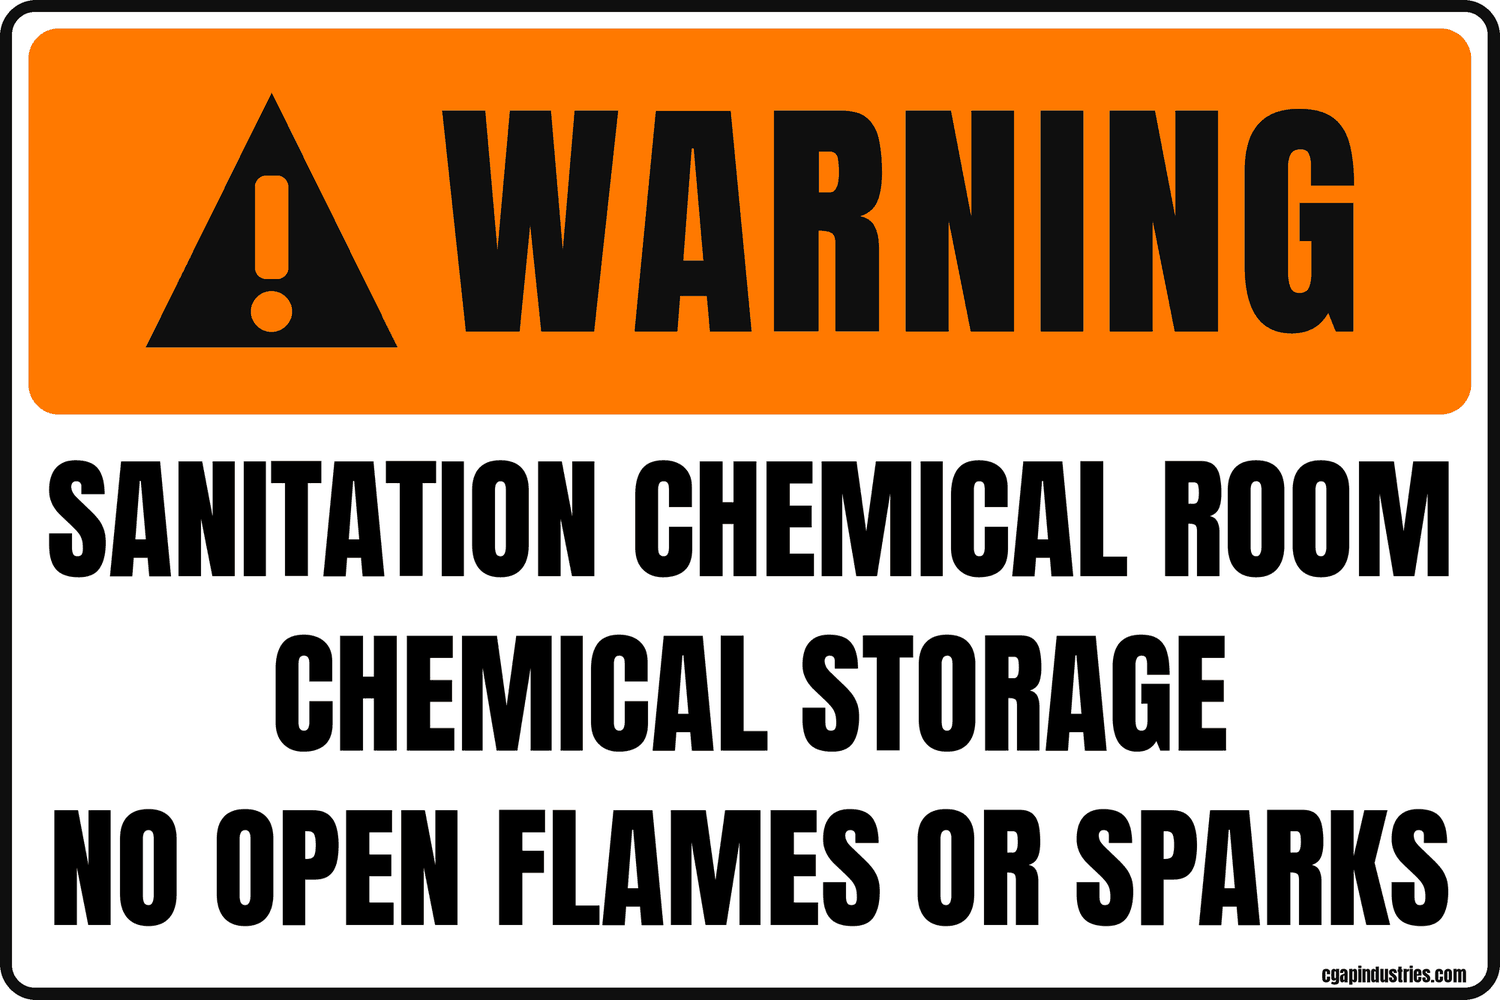 WARNING
SANITATION CHEMICAL ROOM
CHEMICAL STORAGE
NO OPEN FLAMES OR SPARKS
cgapindustries.com